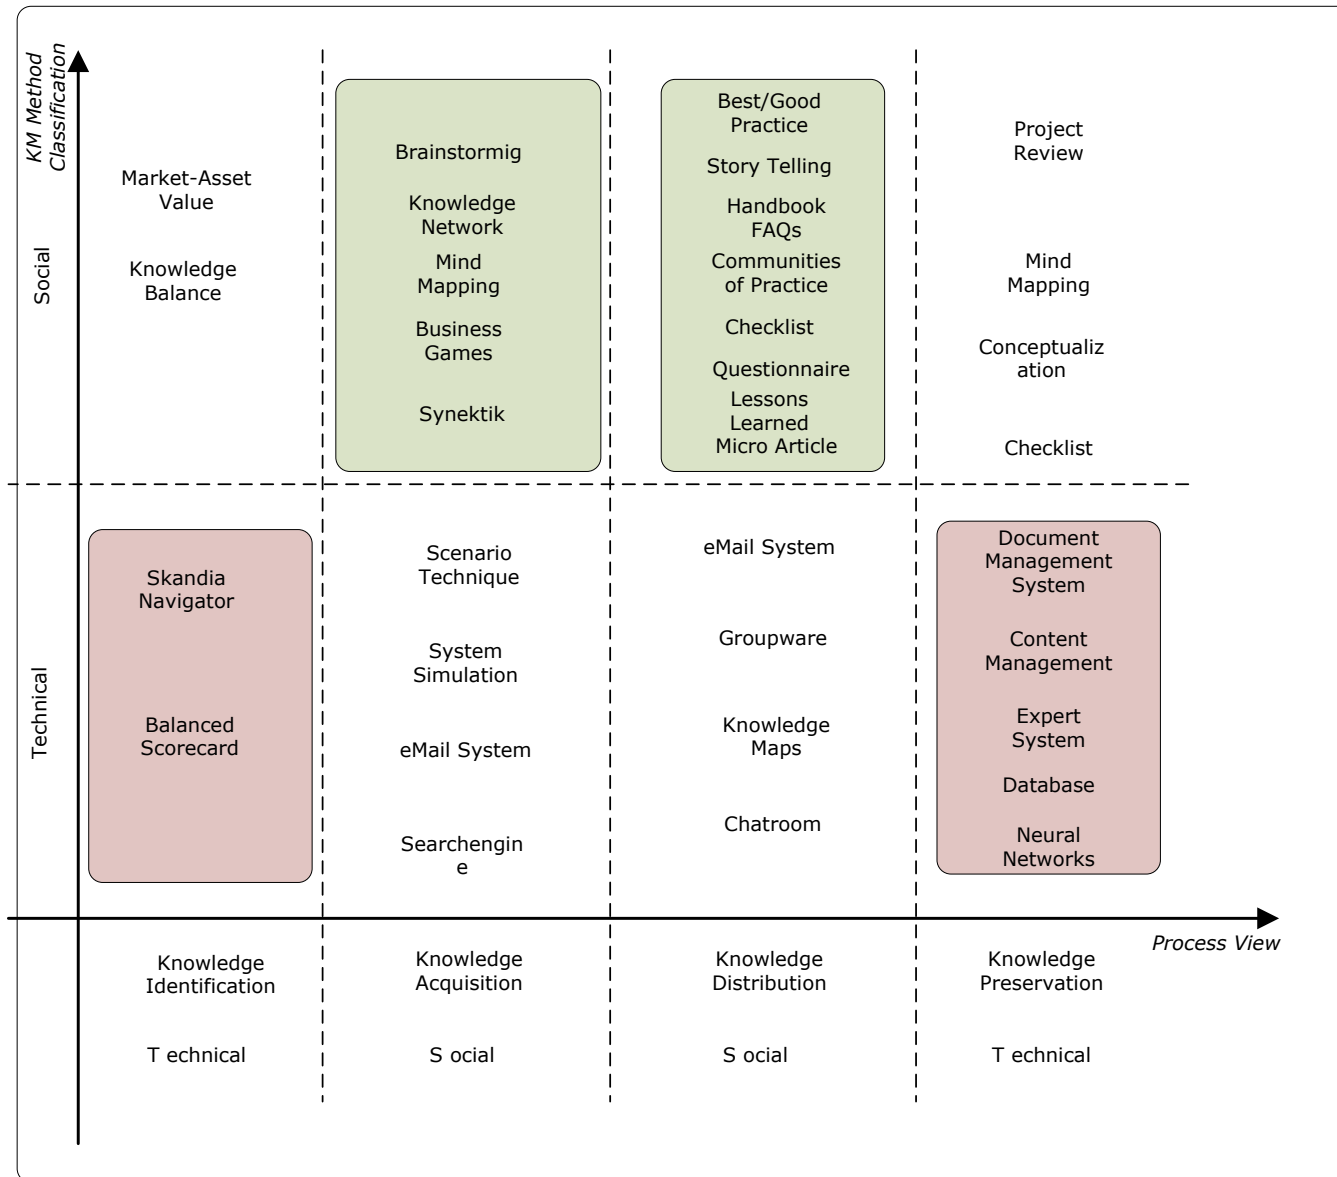 KM Method
Classification
Social
Technical
Market-Asset
Value
Knowledge
Balance
Brainstormig
Knowledge
Network
Mind
Mapping
Business
Games
Synektik
Best/Good
Practice
Story Telling
Handbook
FAQs
Communities
of Practice
Checklist
Questionnaire
Lessons
Learned
Micro Article
Project
Review
Mind
Mapping
Conceptualiz
ation
Checklist
Skandia
Navigator
Balanced
Scorecard
Scenario
Technique
System
Simulation
eMail System
Searchengin
e
eMail System
Groupware
Knowledge
Maps
Chatroom
Document
Management
System
Content
Management
Expert
System
Database
Neural
Networks
Process View
Knowledge
Identification
Knowledge
Acquisition
Knowledge
Distribution
Knowledge
Preservation
T echnical
S ocial
S ocial
T echnical